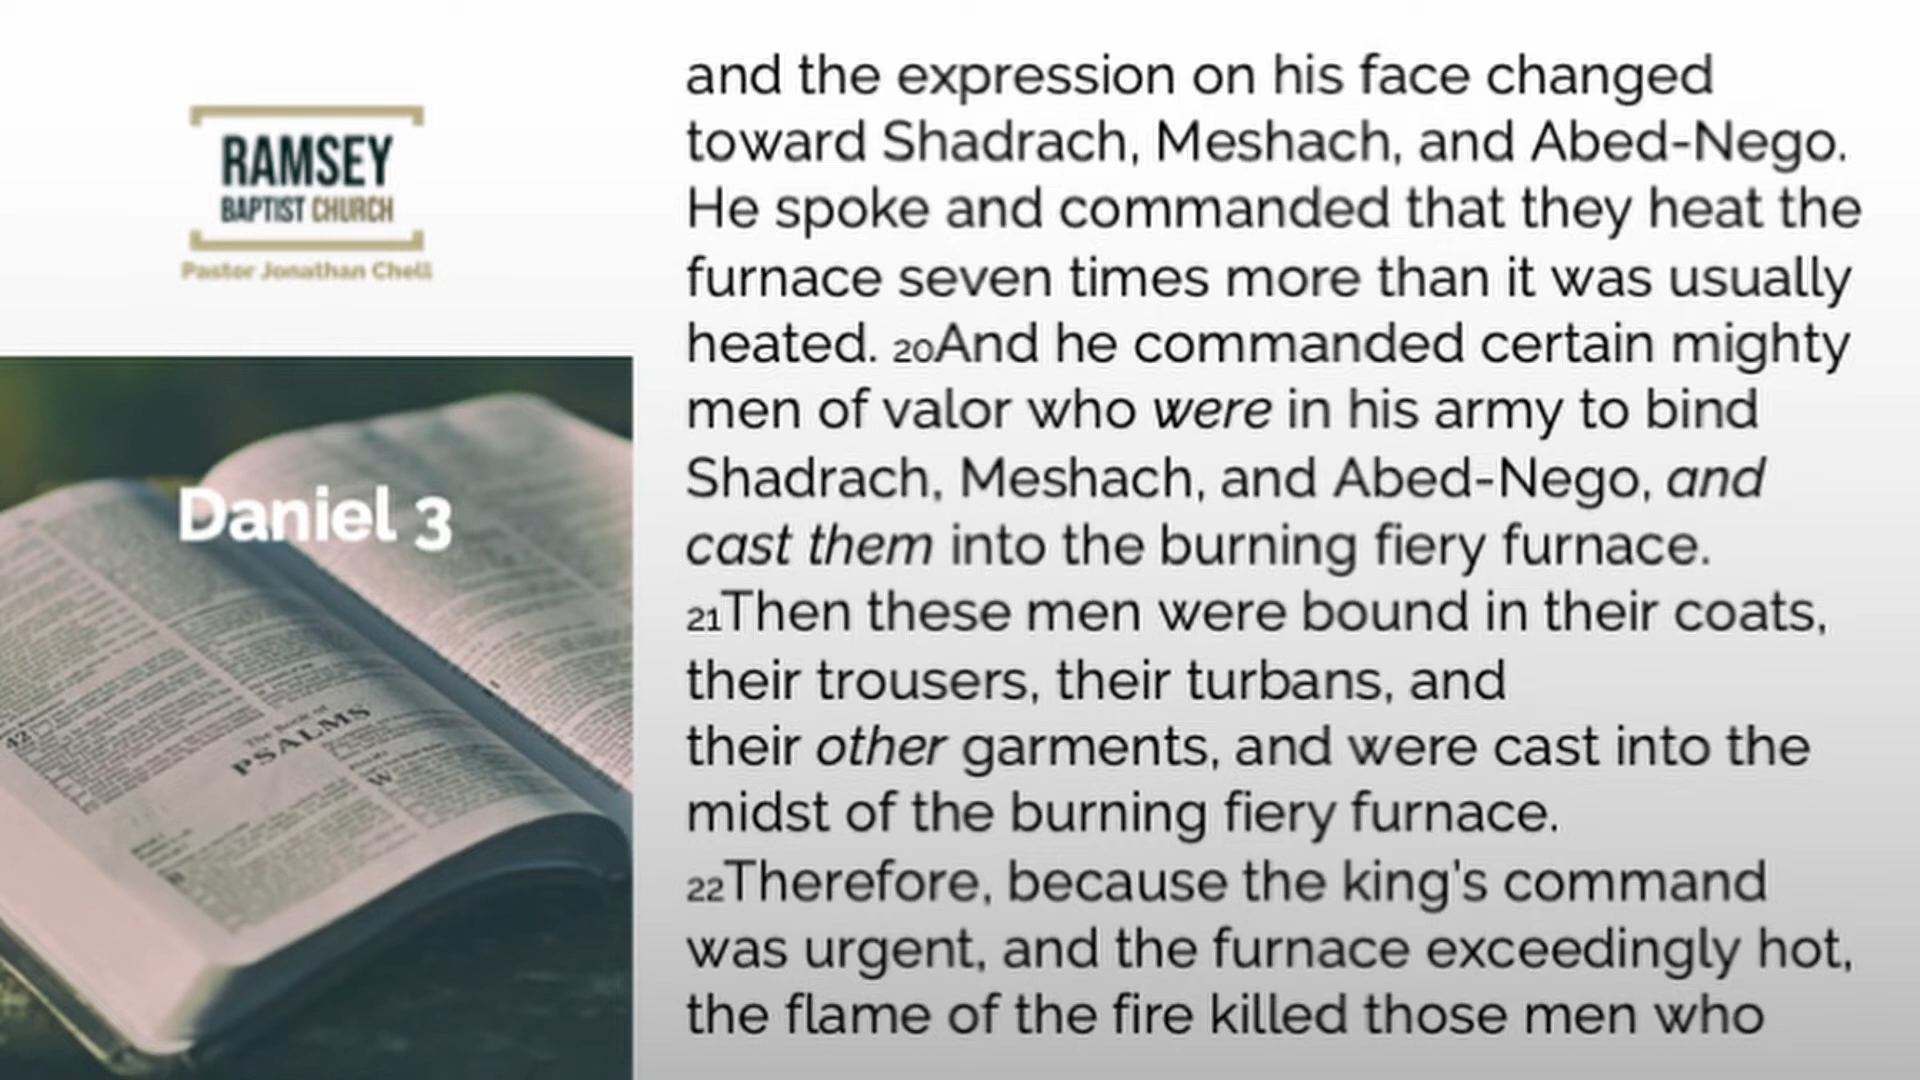 RAMSEY
BAPTIST CHURCH
Pastor Jonathan Chell
Daniel 3
The Book of
PSALMS
42
W
and the expression on his face changed
toward Shadrach, Meshach, and Abed-Nego.
He spoke and commanded that they heat the
furnace seven times more than it was usually
heated. 20And he commanded certain mighty
men of valor who were in his army to bind
Shadrach, Meshach, and Abed-Nego, and
cast them into the burning fiery furnace.
21Then these men were bound in their coats,
their trousers, their turbans, and
their other garments, and were cast into the
midst of the burning fiery furnace.
22Therefore, because the king's command
was urgent, and the furnace exceedingly hot,
the flame of the fire killed those men who